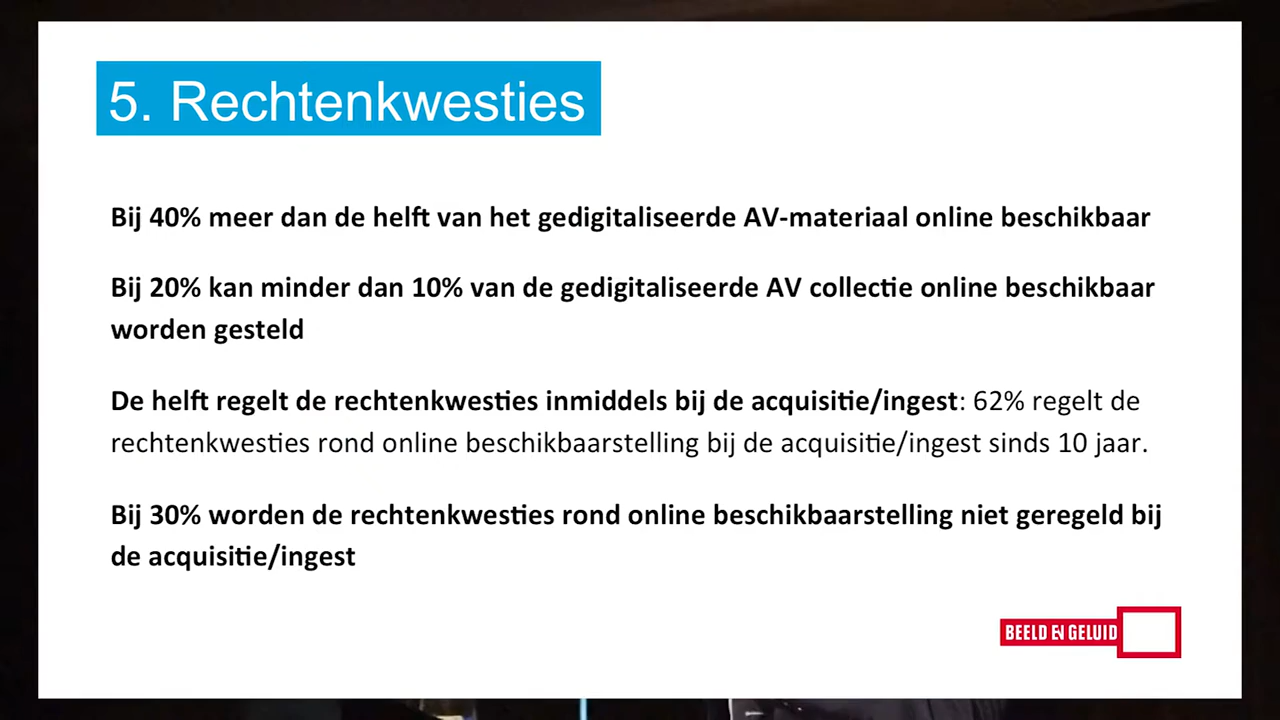 5. Rechtenkwesties
Bij 40% meer dan de helft van het gedigitaliseerde AV-materiaal online beschikbaar
Bij 20% kan minder dan 10% van de gedigitaliseerde AV collectie online beschikbaar
worden gesteld
De helft regelt de rechtenkwesties inmiddels bij de acquisitie/ingest: 62% regelt de
rechtenkwesties rond online beschikbaarstelling bij de acquisitie/ingest sinds 10 jaar.
Bij 30% worden de rechtenkwesties rond online beschikbaarstelling niet geregeld bij
de acquisitie/ingest
BEELD EN GELUID